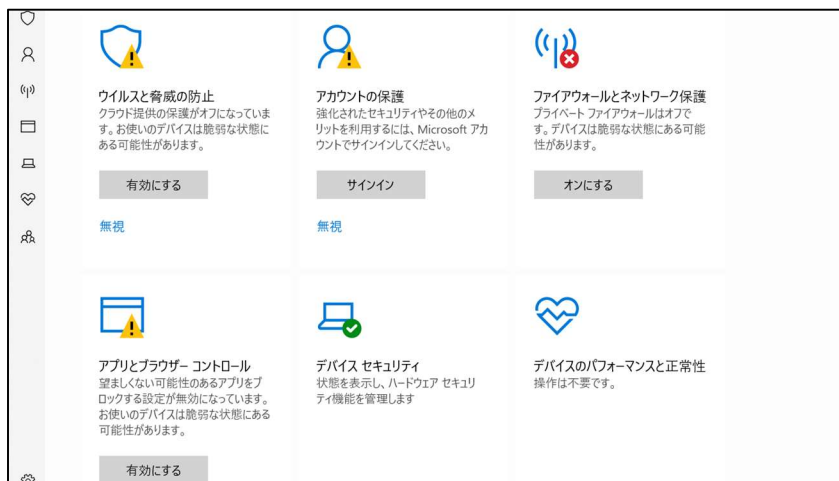 ウイルスと脅威の防止
クラウド提供の保護がオフになっていま
す。お使いのデバイスは脆弱な状態に
ある可能性があります。
有効にする
無視
アカウントの保護
強化されたセキュリティやその他のメ
リットを利用するには、Microsoft アカ
ウントでサインインしてください。
サインイン
無視
ファイアウォールとネットワーク保護
プライベート ファイアウォールはオフで
す。デバイスは脆弱な状態にある可能
性があります。
オンにする
アプリとブラウザー コントロール
望ましくない可能性のあるアプリをブ
ロックする設定が無効になっています。
お使いのデバイスは脆弱な状態にある
可能性があります。
有効にする
デバイス セキュリティ
状態を表示し、ハードウェア セキュリ
ティ機能を管理します
デバイスのパフォーマンスと正常性
操作は不要です。